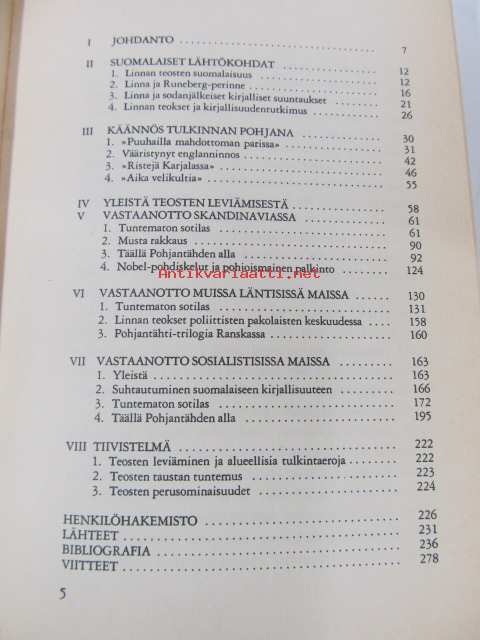 I JOHDANTO ........ 7
II SUOMALAISET LÄHTÖKOHDAT ........ 12
1. Linnan teosten suomalaisuus ........ 12
2. Linna ja Runeberg-perinne ........ 16
3. Linna ja sodanjälkeiset kirjalliset suuntaukset ........ 21
4. Linnan teokset ja kirjallisuudentutkimus ........ 26
III KÄÄNNÖS TULKINNAN POHJANA ........ 30
1. »Puuhailla mahdottoman parissa» ........ 31
2. Vääristynyt englanninnos ........ 42
3. »Ristejä Karjalassa» ........ 46
4. »Aika velikultia» ........ 55
IV YLEISTÄ TEOSTEN LEVIÄMISESTÄ ........ 58
V VASTAANOTTO SKANDINAVIASSA ........ 61
1. Tuntematon sotilas ........ 61
2. Musta rakkaus ........ 90
3. Täällä Pohjantähden alla ........ 92
4. Nobel-pohdiskelut ja pohjoismainen palkinto ........ 124
Antikvariaatti.net
VI VASTAANOTTO MUISSA LÄNTISISSÄ MAISSA ........ 130
1. Tuntematon sotilas ........ 131
2. Linnan teokset poliittisten pakolaisten keskuudessa ........ 158
3. Pohjantähti-trilogia Ranskassa ........ 160
VII VASTAANOTTO SOSIALISTISISSA MAISSA ........ 163
1. Yleistä ........ 163
2. Suhtautuminen suomalaiseen kirjallisuuteen ........ 166
3. Tuntematon sotilas ........ 172
4. Täällä Pohjantähden alla ........ 195
VIII TIIVISTELMÄ ........ 222
1. Teosten leviäminen ja alueellisia tulkintaeroja ........ 222
2. Teosten taustan tuntemus ........ 223
3. Teosten perusominaisuudet ........ 224
HENKILÖHAKEMISTO ........ 226
LÄHTEET ........ 231
BIBLIOGRAFIA ........ 236
VIITTEET ........ 278
5